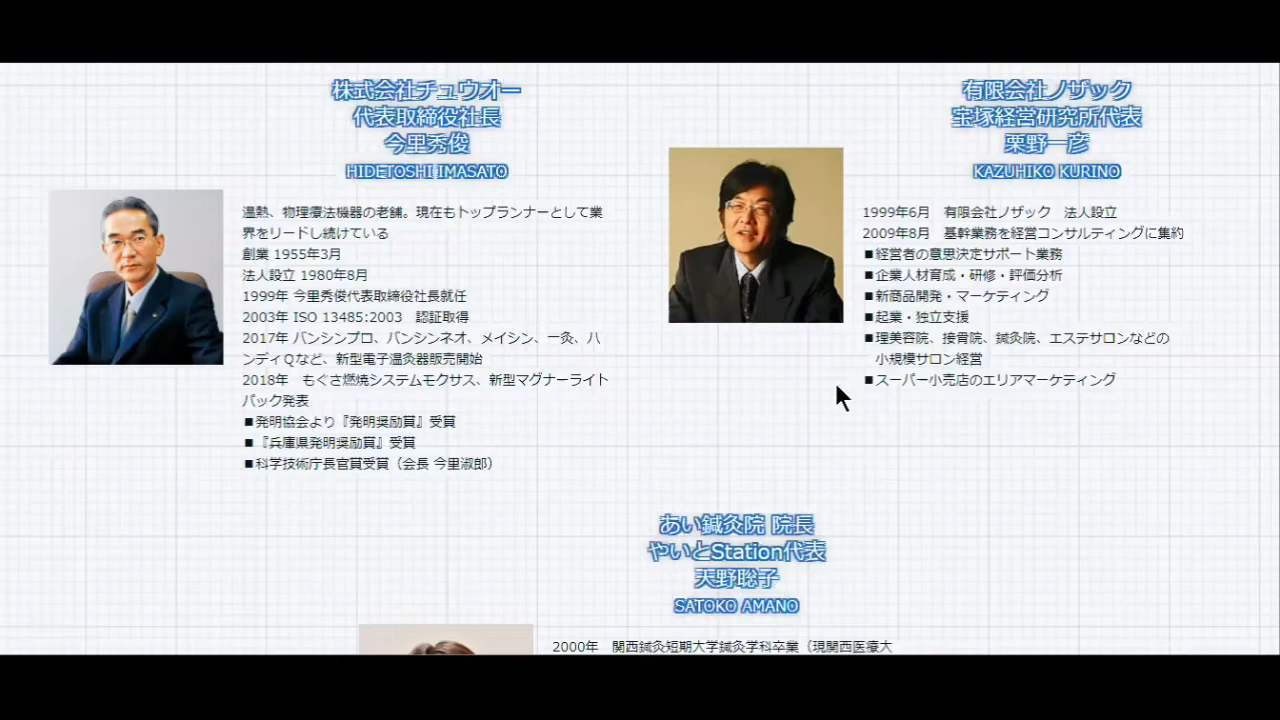 株式会社チュウオー
代表取締役社長
今里秀俊
HIDETOSHI IMASATO
温熱、物理療法機器の老舗。現在もトップランナーとして業
界をリードし続けている
創業 1955年3月
法人設立 1980年8月
1999年 今里秀俊代表取締役社長就任
2003年 ISO 13485:2003　認証取得
2017年 バンシンプロ、バンシンネオ、メイシン、一灸、ハ
ンディＱなど、新型電子温灸器販売開始
2018年　もぐさ燃焼システムモクサス、新型マグナーライト
パック発表
■発明協会より『発明奨励賞』受賞
■『兵庫県発明奨励賞』受賞
■科学技術庁長官賞受賞（会長 今里淑郎）
有限会社ノザック
宝塚経営研究所代表
栗野一彦
KAZUHIKO KURINO
1999年6月　有限会社ノザック　法人設立
2009年8月　基幹業務を経営コンサルティングに集約
■経営者の意思決定サポート業務
■企業人材育成・研修・評価分析
■新商品開発・マーケティング
■起業・独立支援
■理美容院、接骨院、鍼灸院、エステサロンなどの
小規模サロン経営
■スーパー小売店のエリアマーケティング
あい鍼灸院 院長
やいとStation代表
天野聡子
SATOKO AMANO
2000年　関西鍼灸短期大学鍼灸学科卒業（現関西医療大